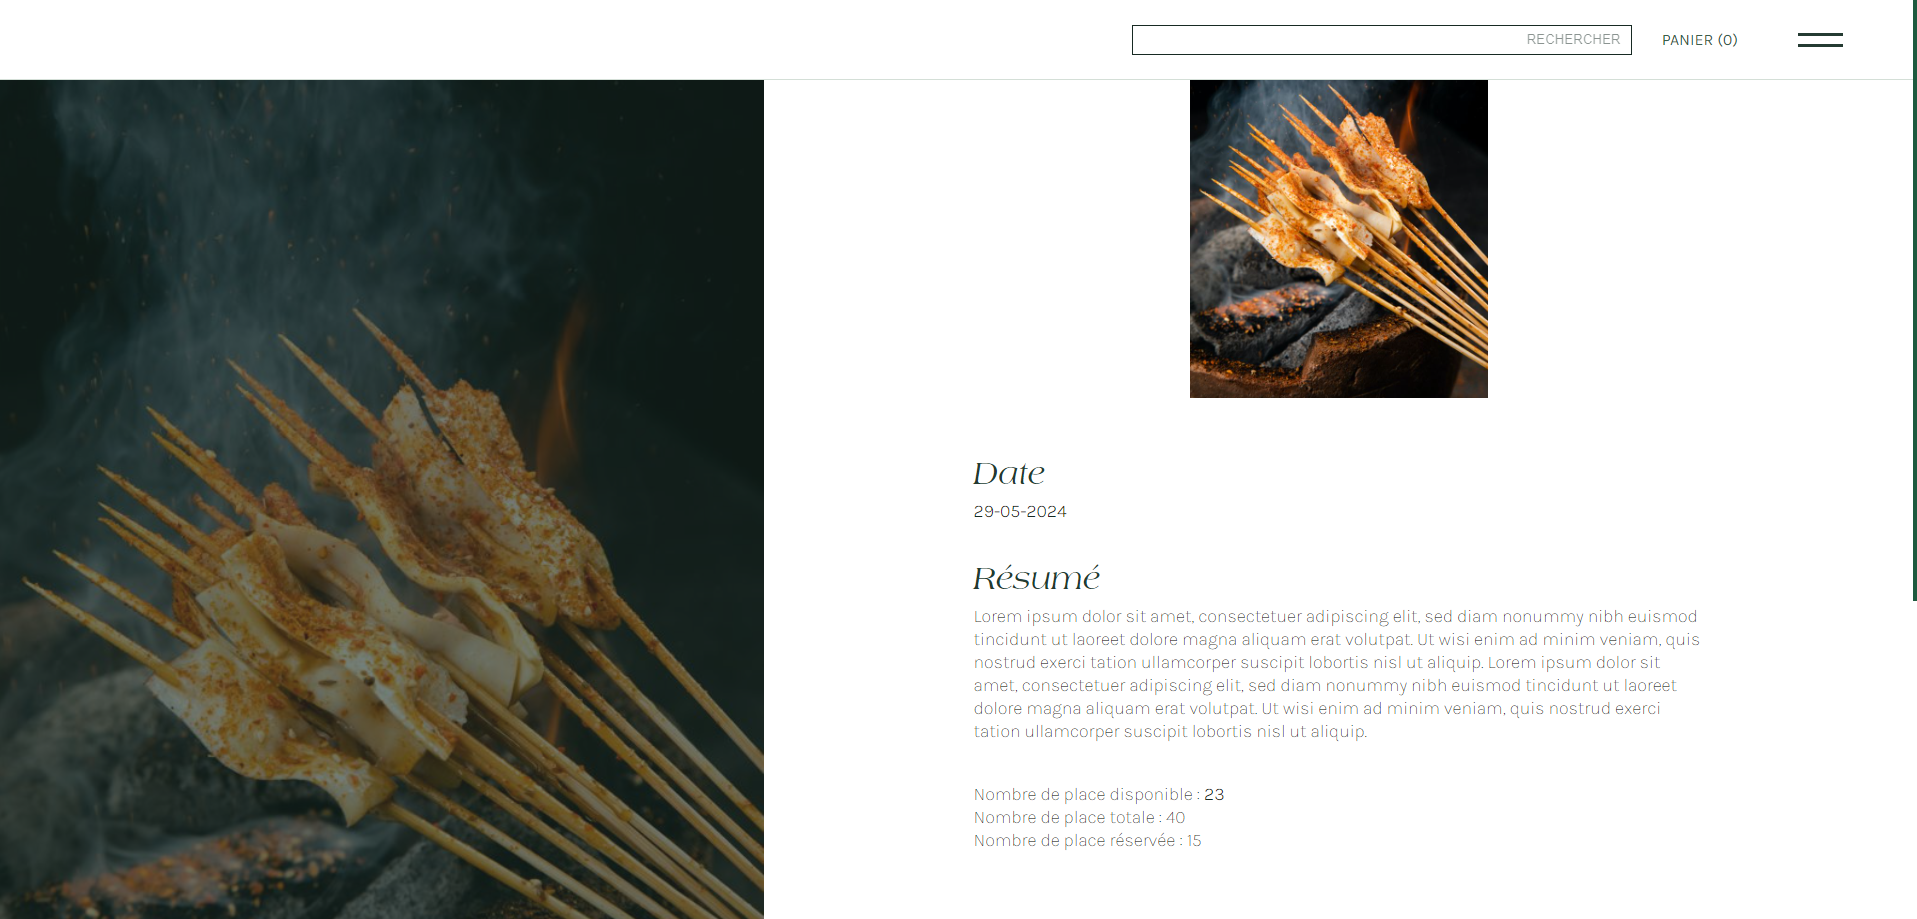 RECHERCHER
PANIER (0)
Date
29-05-2024
Résumé
Lorem ipsum dolor sit amet, consectetuer adipiscing elit, sed diam nonummy nibh euismod
tincidunt ut laoreet dolore magna aliquam erat volutpat. Ut wisi enim ad minim veniam, quis
nostrud exerci tation ullamcorper suscipit lobortis nisl ut aliquip. Lorem ipsum dolor sit
amet, consectetuer adipiscing elit, sed diam nonummy nibh euismod tincidunt ut laoreet
dolore magna aliquam erat volutpat. Ut wisi enim ad minim veniam, quis nostrud exerci
tation ullamcorper suscipit lobortis nisl ut aliquip.
Nombre de place disponible : 23
Nombre de place totale : 40
Nombre de place réservée : 15